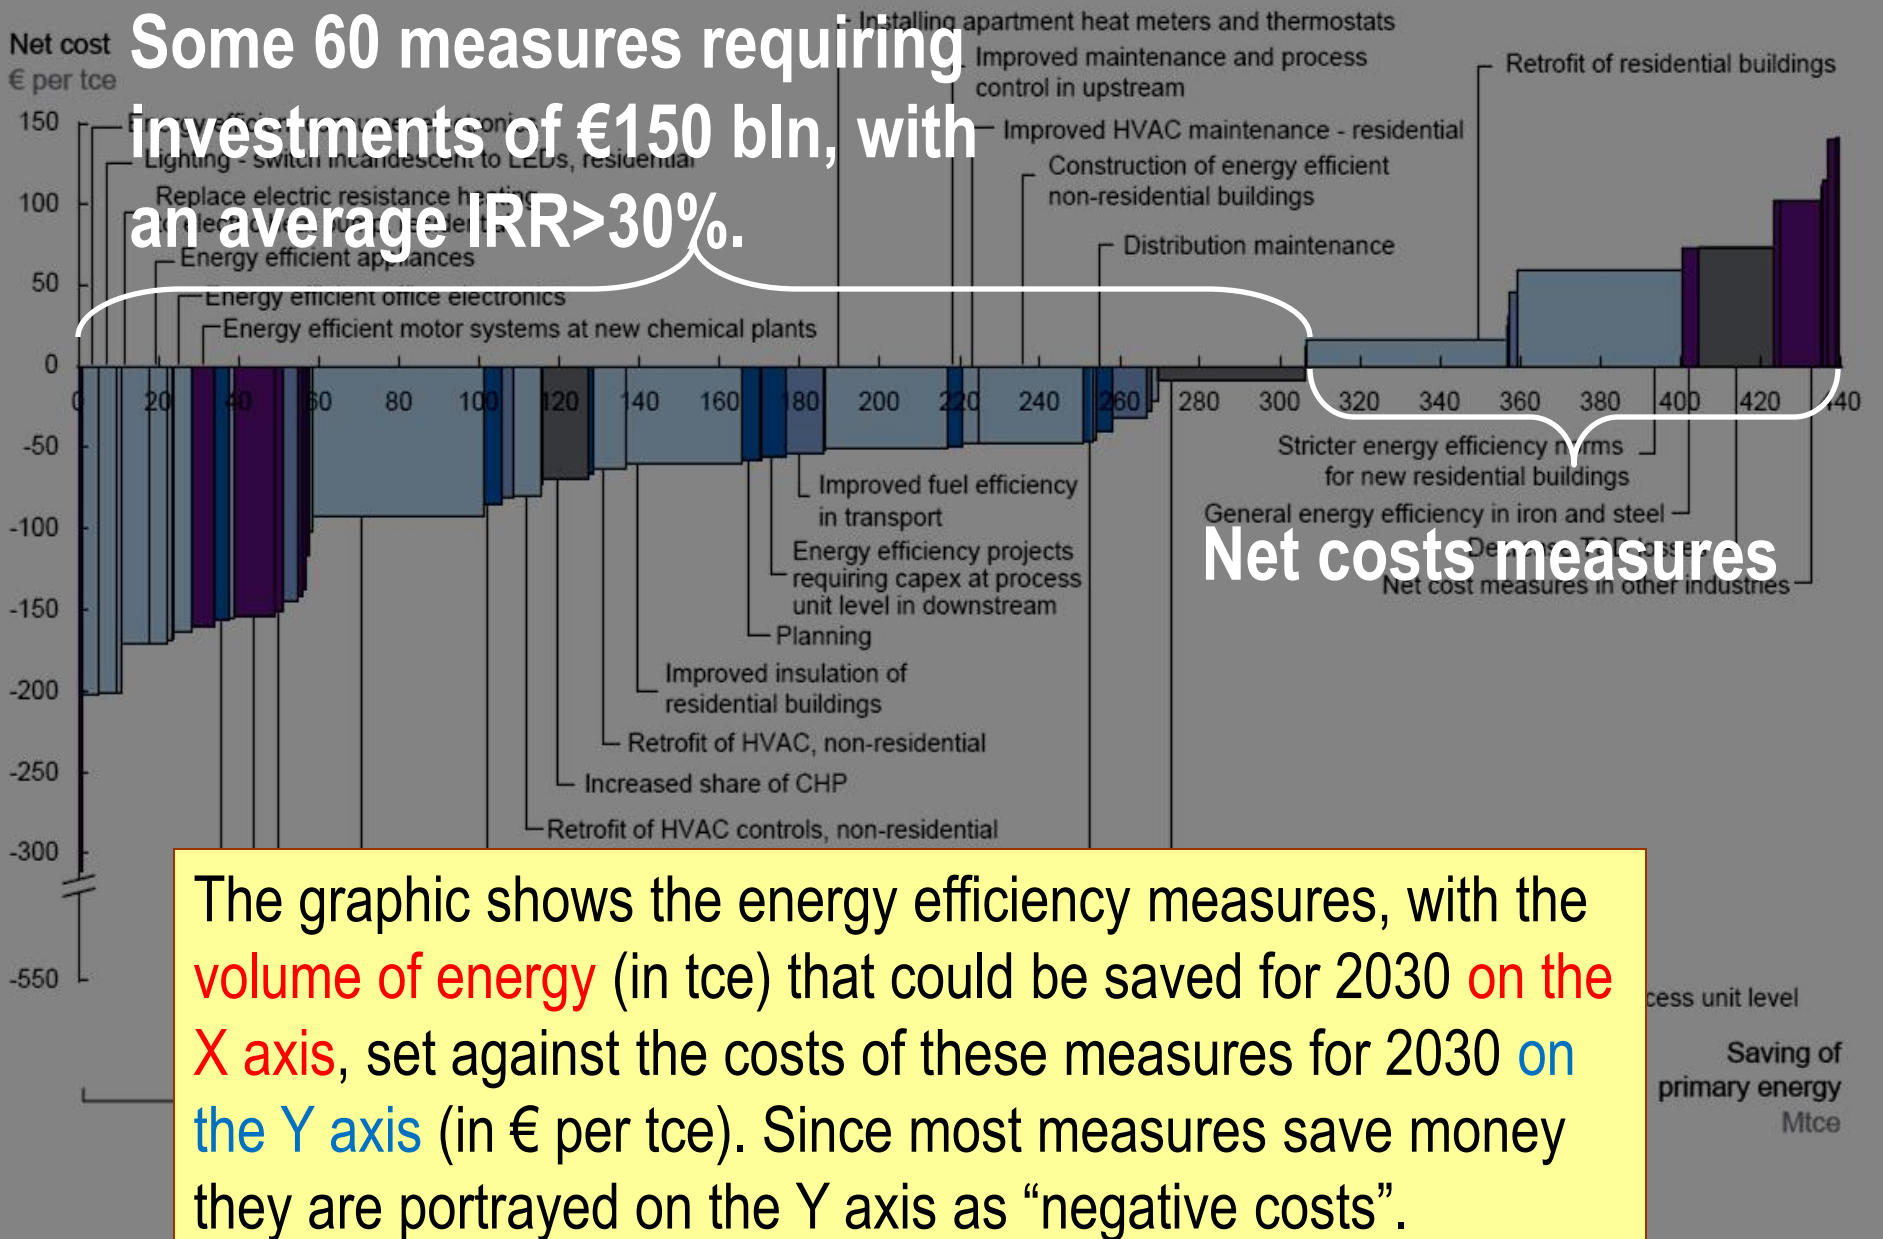 Net cost
€ per tce
Some 60 measures requiring
investments of €150 bln, with
an average IRR>30%.
Installing apartment heat meters and thermostats
Improved maintenance and process
control in upstream
Retrofit of residential buildings
Improved HVAC maintenance - residential
Construction of energy efficient
non-residential buildings
Distribution maintenance
Energy efficient consumer electronics
Lighting - switch incandescent to LEDs, residential
Replace electric resistance heating
to electric heat pump, residential
Energy efficient appliances
Energy efficient office electronics
Energy efficient motor systems at new chemical plants
150
100
50
0
-50
-100
-150
-200
-250
-300
-550
0 20 40 60 80 100 120 140 160 180 200 220 240 260 280 300 320 340 360 380 400 420 440
Stricter energy efficiency norms
for new residential buildings
General energy efficiency in iron and steel
Decrease T&D losses
Net costs measures
Net cost measures in other industries
Improved fuel efficiency
in transport
Energy efficiency projects
requiring capex at process
unit level in downstream
Planning
Improved insulation of
residential buildings
Retrofit of HVAC, non-residential
Increased share of CHP
Retrofit of HVAC controls, non-residential
The graphic shows the energy efficiency measures, with the
volume of energy (in tce) that could be saved for 2030 on the
X axis, set against the costs of these measures for 2030 on
the Y axis (in € per tce). Since most measures save money
they are portrayed on the Y axis as “negative costs”.
unit level
Saving of
primary energy
Mtce